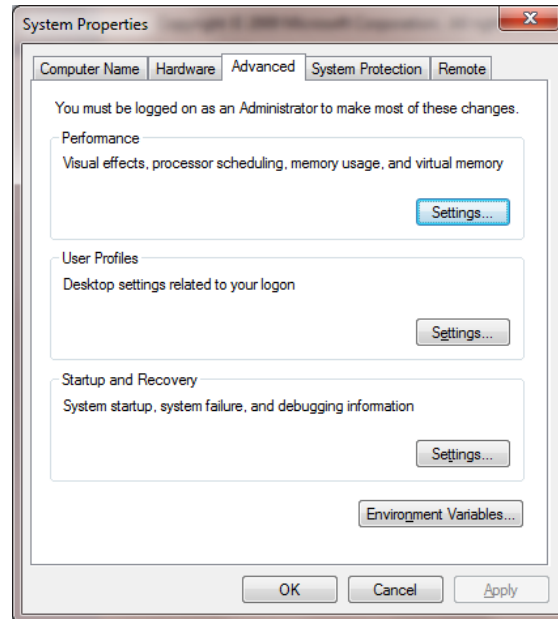 System Properties
Computer Name Hardware Advanced System Protection Remote
You must be logged on as an Administrator to make most of these changes.
Performance
Visual effects, processor scheduling, memory usage, and virtual memory
Settings...
User Profiles
Desktop settings related to your logon
Settings...
Startup and Recovery
System startup, system failure, and debugging information
Settings...
Environment Variables...
OK Cancel Apply